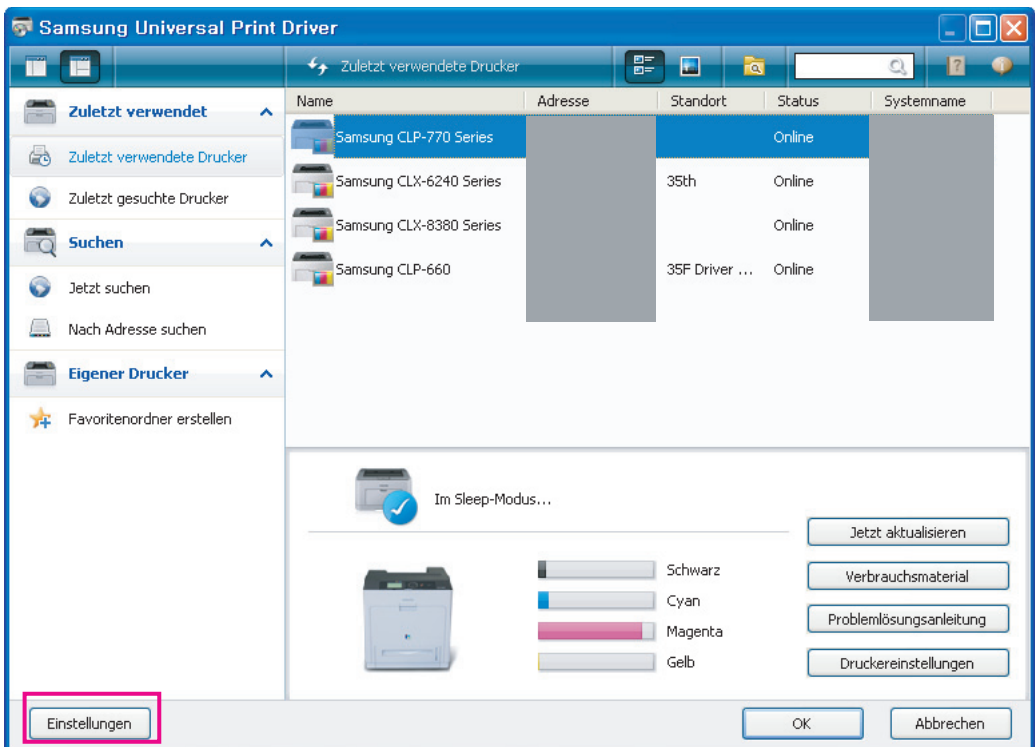 Samsung Universal Print Driver
Zuletzt verwendete Drucker
Zuletzt verwendet
Zuletzt verwendete Drucker
Zuletzt gesuchte Drucker
Suchen
Jetzt suchen
Nach Adresse suchen
Eigener Drucker
Favoritenordner erstellen
Name Adresse Standort Status Systemname
Samsung CLP-770 Series Online
Samsung CLX-6240 Series 35th Online
Samsung CLX-8380 Series Online
Samsung CLP-660 35F Driver ... Online
Im Sleep-Modus...
Schwarz
Cyan
Magenta
Gelb
Jetzt aktualisieren
Verbrauchsmaterial
Problemlösungsanleitung
Druckereinstellungen
Einstellungen
OK
Abbrechen